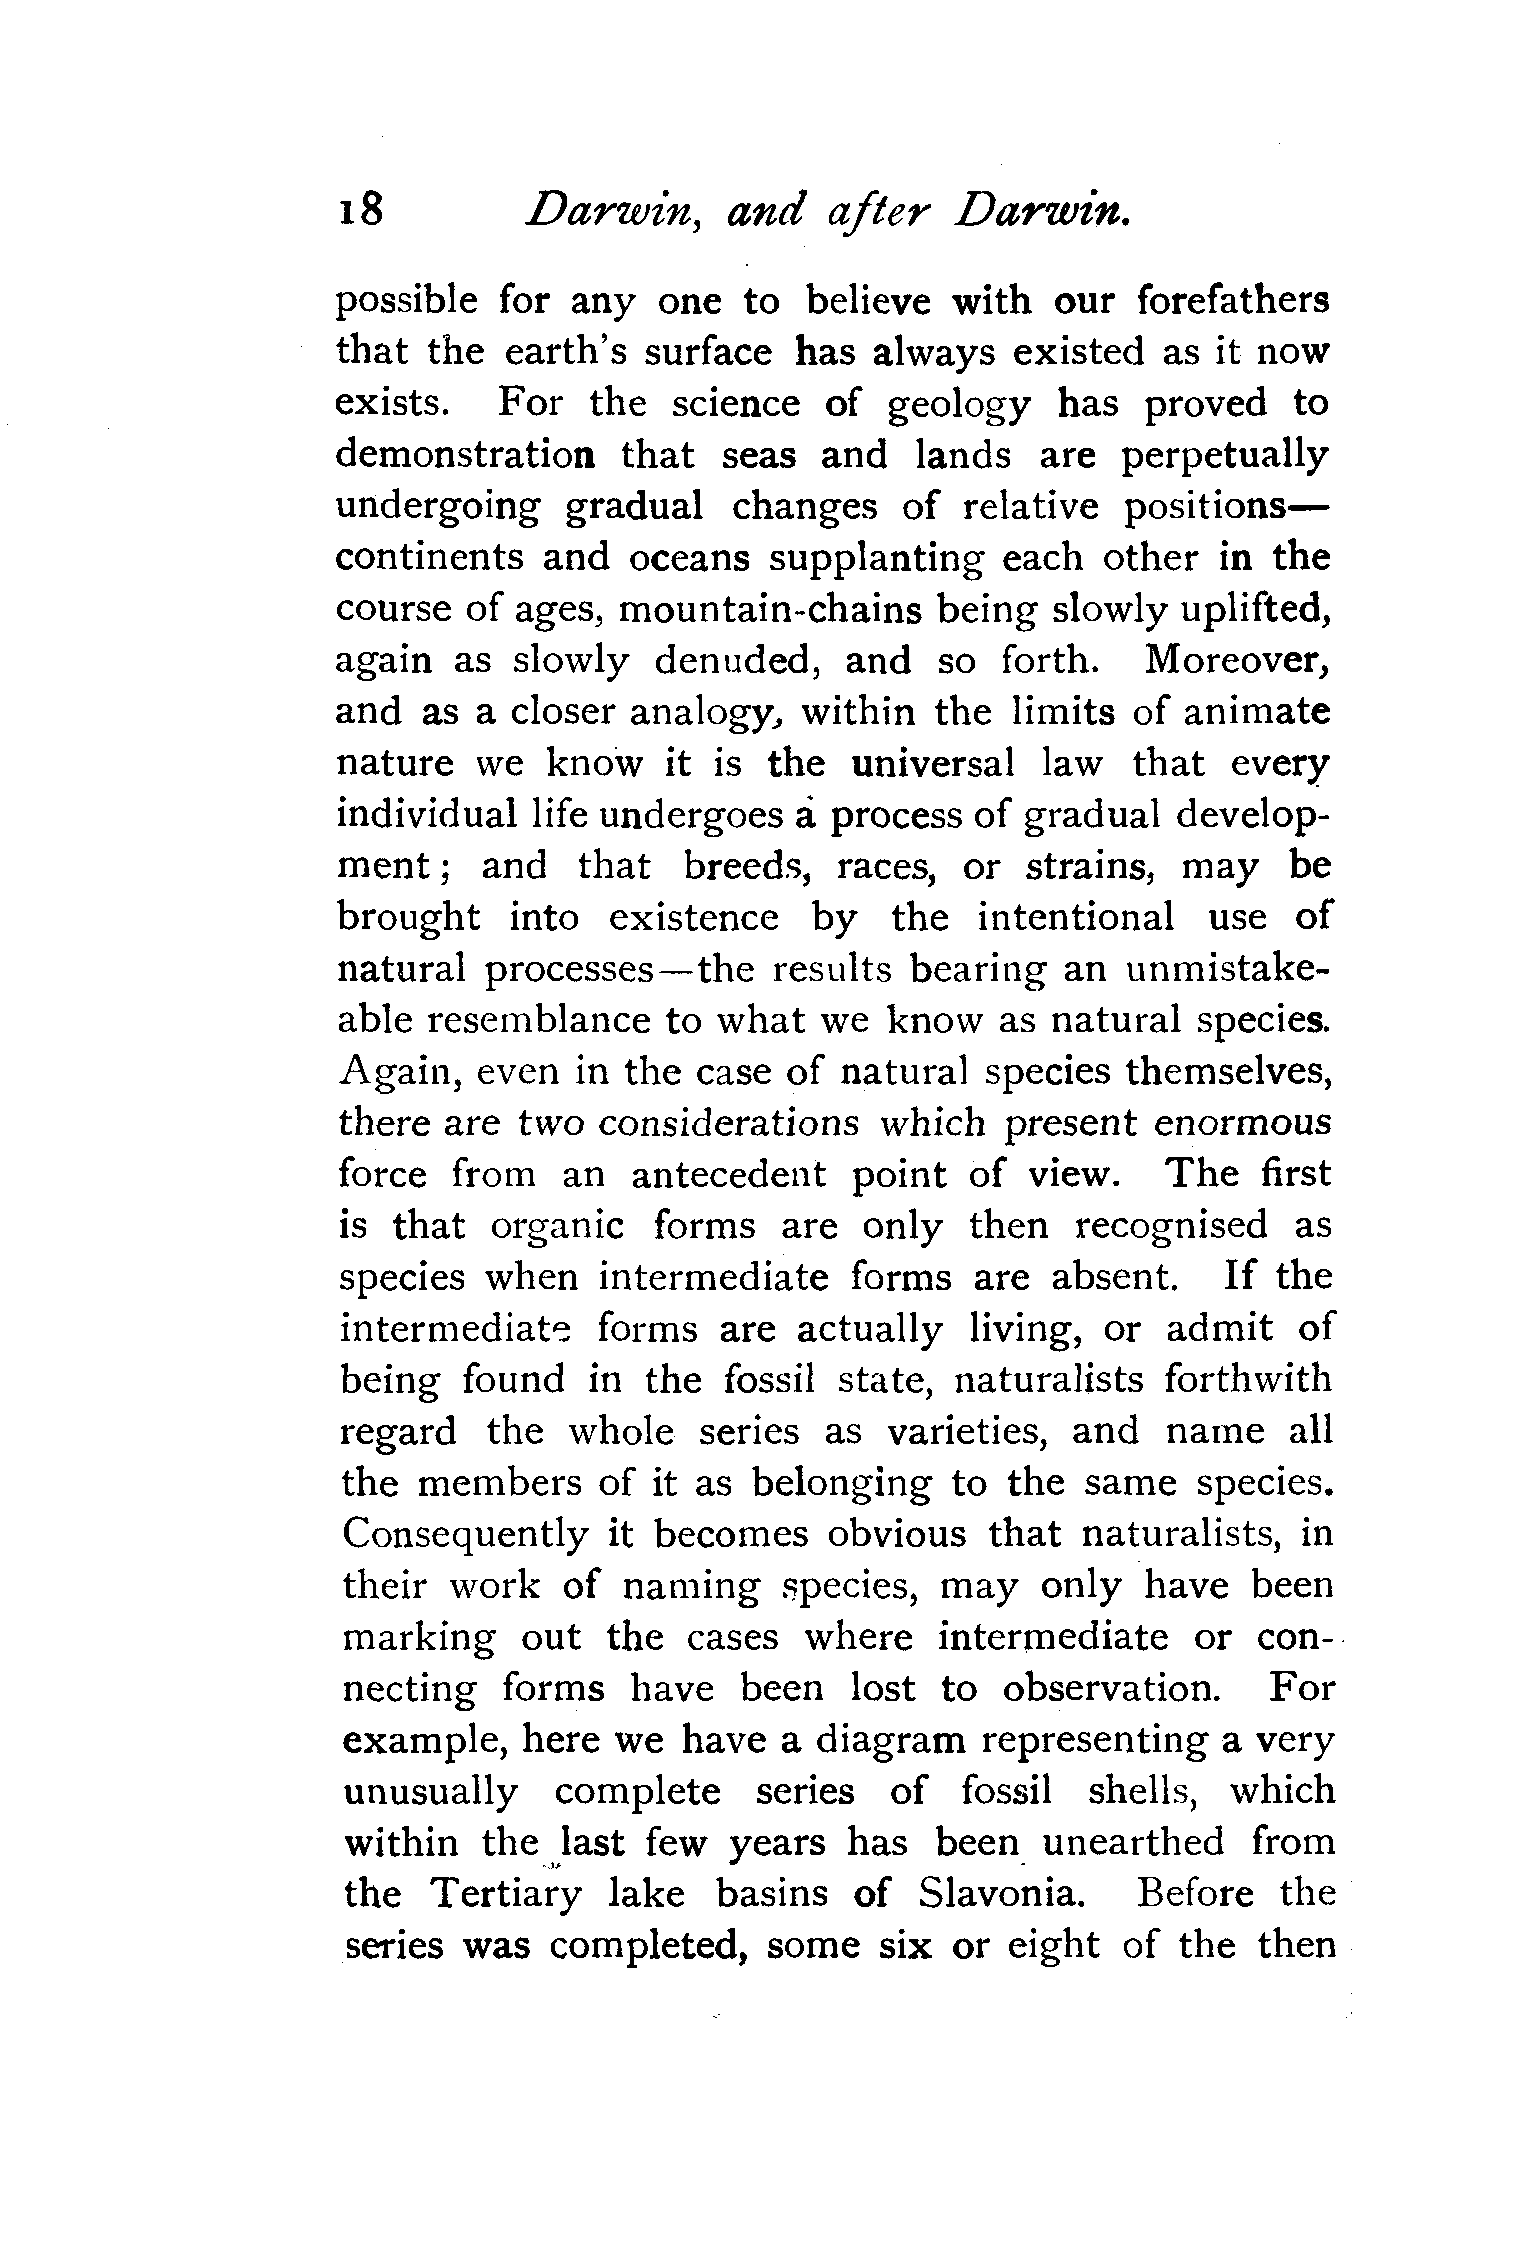 18 Darwin, and after Darwin.
possible for any one to believe with our forefathers
that the earth's surface has always existed as it now
exists. For the science of geology has proved to
demonstration that seas and lands are perpetually
undergoing gradual changes of relative positions—
continents and oceans supplanting each other in the
course of ages, mountain-chains being slowly uplifted,
again as slowly denuded, and so forth. Moreover,
and as a closer analogy, within the limits of animate
nature we know it is the universal law that every
individual life undergoes a process of gradual develop-
ment; and that breeds, races, or strains, may be
brought into existence by the intentional use of
natural processes—the results bearing an unmistake-
able resemblance to what we know as natural species.
Again, even in the case of natural species themselves,
there are two considerations which present enormous
force from an antecedent point of view. The first
is that organic forms are only then recognised as
species when intermediate forms are absent. If the
intermediate forms are actually living, or admit of
being found in the fossil state, naturalists forthwith
regard the whole series as varieties, and name all
the members of it as belonging to the same species.
Consequently it becomes obvious that naturalists, in
their work of naming species, may only have been
marking out the cases where intermediate or con-
necting forms have been lost to observation. For
example, here we have a diagram representing a very
unusually complete series of fossil shells, which
within the last few years has been unearthed from
the Tertiary lake basins of Slavonia. Before the
series was completed, some six or eight of the then